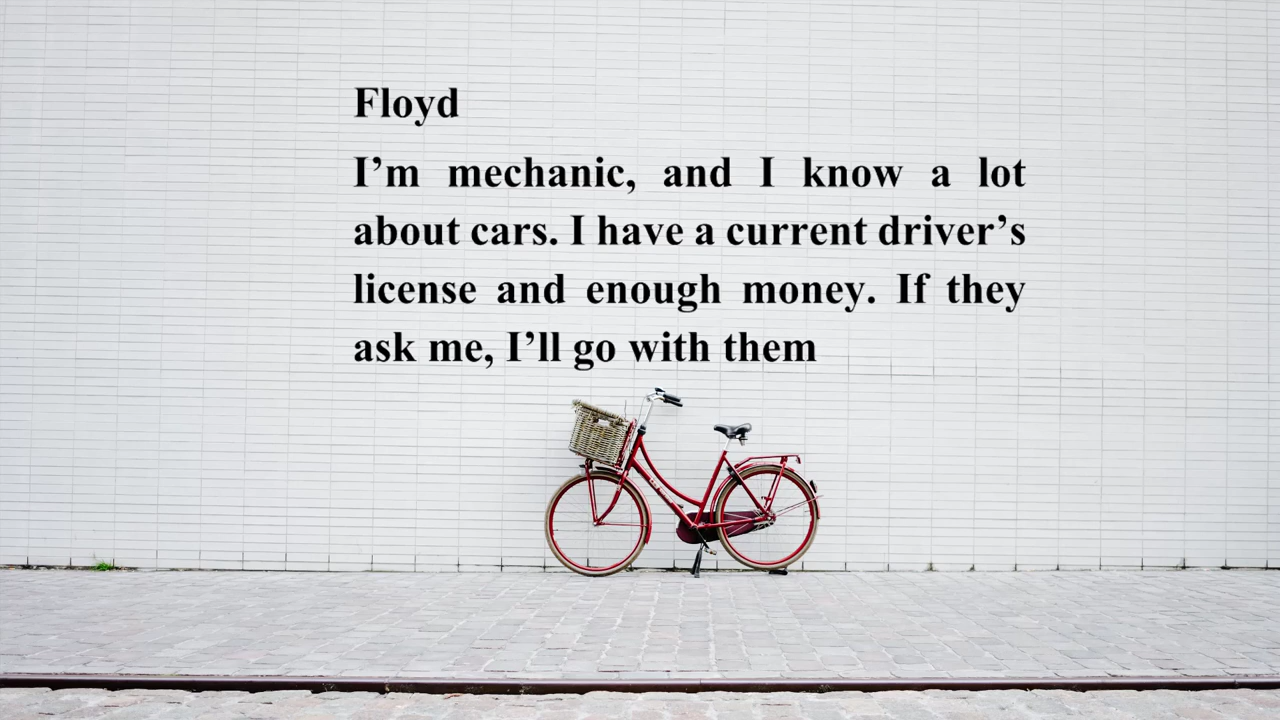 Floyd
I’m mechanic, and I know a lot
about cars. I have a current driver’s
license and enough money. If they
ask me, I’ll go with them